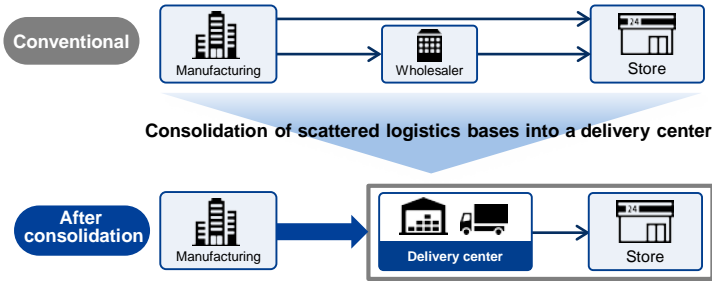 Conventional
24
Manufacturing
Wholesaler
Store
Consolidation of scattered logistics bases into a delivery center
After
consolidation
24
Manufacturing
Delivery center
Store